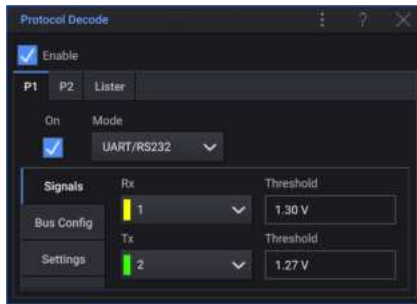 Protocol Decode ?
Enable
P1 P2 Lister
On Mode
UART/RS232
Signals Rx Threshold
1 1.30 V
Bus Config
Tx Threshold
Settings 2 1.27 V